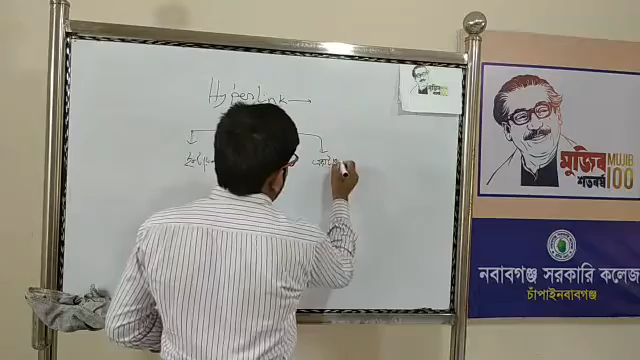 Hyperlink
মুজিব MUJIB
শতবর্ষ 100
নবাবগঞ্জ সরকারি কলেজ
চাঁপাইনবাবগঞ্জ